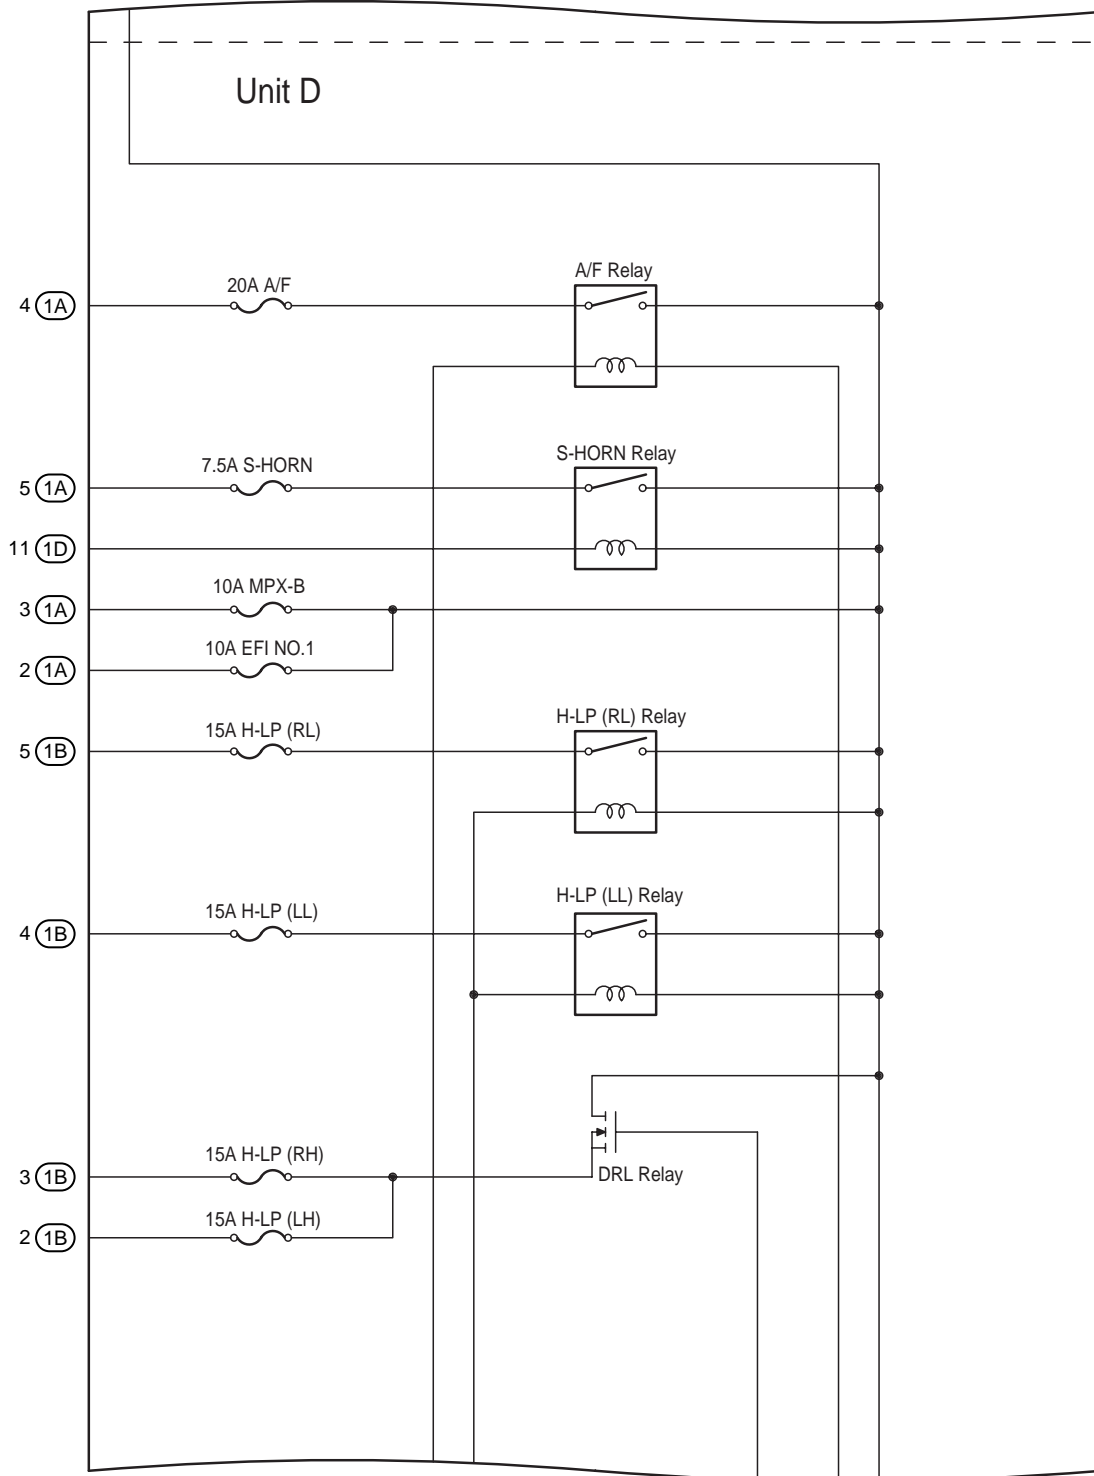 Unit D
20A A/F
A/F Relay
4 1A
7.5A S-HORN
S-HORN Relay
5 1A
11 1D
10A MPX-B
3 1A
10A EFI NO.1
2 1A
15A H-LP (RL)
H-LP (RL) Relay
5 1B
15A H-LP (LL)
H-LP (LL) Relay
4 1B
15A H-LP (RH)
3 1B
DRL Relay
15A H-LP (LH)
2 1B